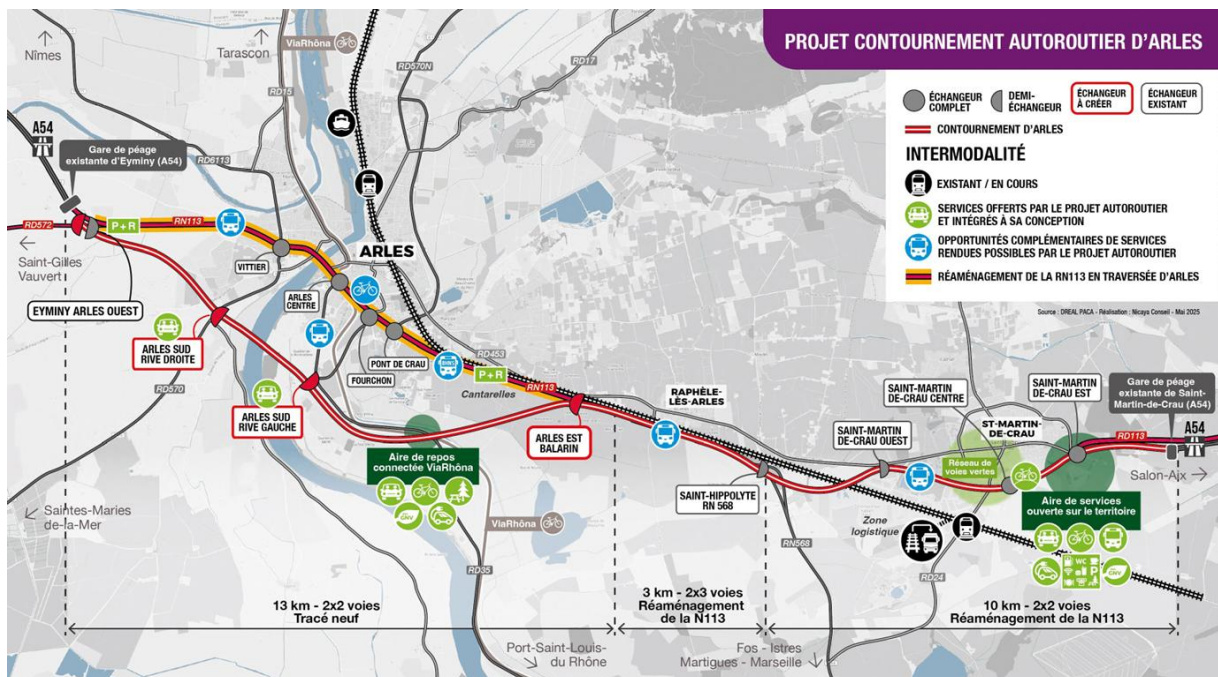 PROJET CONTOURNEMENT AUTOROUTIER D'ARLES
ÉCHANGEUR
COMPLET
DEMI-
ÉCHANGEUR
ÉCHANGEUR
À CRÉER
ÉCHANGEUR
EXISTANT
CONTOURNEMENT D'ARLES
INTERMODALITÉ
EXISTANT / EN COURS
SERVICES OFFERTS PAR LE PROJET AUTOROUTIER
ET INTÉGRÉS À SA CONCEPTION
OPPORTUNITÉS COMPLÉMENTAIRES DE SERVICES
RENDUES POSSIBLES PAR LE PROJET AUTOROUTIER
RÉAMÉNAGEMENT DE LA RN113 EN TRAVERSÉE D'ARLES
Source : DREAL PACA - Réalisation : Nicaya Conseil - Mai 2025
Nîmes
Tarascon
ViaRhôna
RD570N
RD17
RD15
A54
Gare de péage
existante d'Eyminy (A54)
RD6113
RD572
P+R
RN113
Saint-Gilles
Vauvert
VITTIER
ARLES
EYMINY ARLES OUEST
ARLES
CENTRE
ARLES SUD
RIVE DROITE
PONT DE CRAU
FOURCHON
RD453
P+R
RN113
Cantarelles
RD570
ARLES SUD
RIVE GAUCHE
ARLES EST
BALARIN
RAPHÈLE-
LÈS-ARLES
SAINT-MARTIN
DE-CRAU CENTRE
SAINT-MARTIN
DE-CRAU EST
Gare de péage
existante de Saint-
Martin-de-Crau (A54)
SAINT-MARTIN
DE-CRAU OUEST
ST-MARTIN-
DE-CRAU
A54
RD113
Salon-Aix
Aire de repos
connectée ViaRhôna
GNV
Réseau de
voies vertes
SAINT-HIPPOLYTE
RN 568
Aire de services
ouverte sur le territoire
WC
P
GNV
Zone
logistique
Saintes-Maries
de-la-Mer
ViaRhôna
RD35
RN568
RD24
13 km - 2x2 voies
Tracé neuf
3 km - 2x3 voies
Réaménagement
de la N113
10 km - 2x2 voies
Réaménagement de la N113
Port-Saint-Louis-
du Rhône
Fos - Istres
Martigues - Marseille